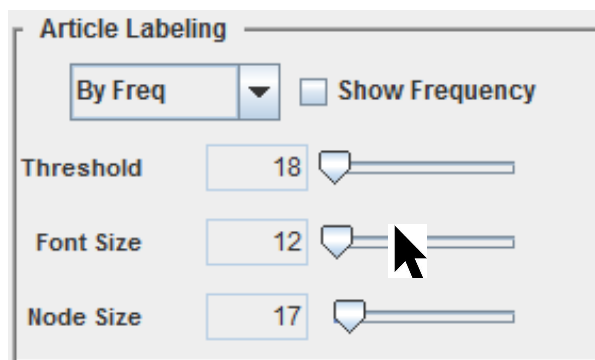 Article Labeling
By Freq Show Frequency
Threshold 18
Font Size 12
Node Size 17